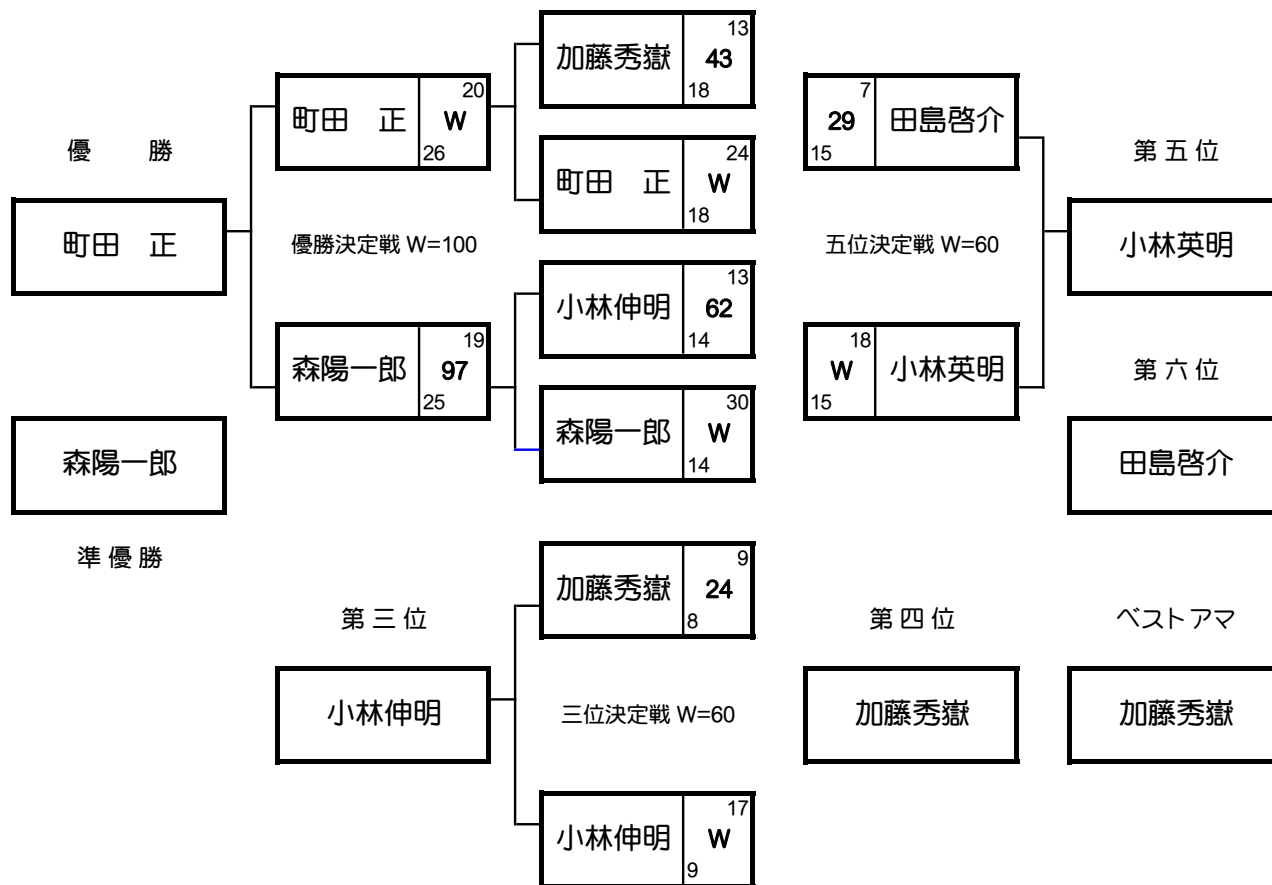 優 勝
町田 正
森陽一郎
準優勝
町田 正 20 W 26
優勝決定戦 W=100
森陽一郎 19 97 25
加藤秀嶽 13 43 18
町田 正 24 W 18
小林伸明 13 62 14
森陽一郎 30 W 14
7 29 15 田島啓介
五位決定戦 W=60
18 W 15 小林英明
第五位
小林英明
第六位
田島啓介
第三位
小林伸明
加藤秀嶽 9 24 8
三位決定戦 W=60
小林伸明 17 W 9
第四位
加藤秀嶽
ベストアマ
加藤秀嶽